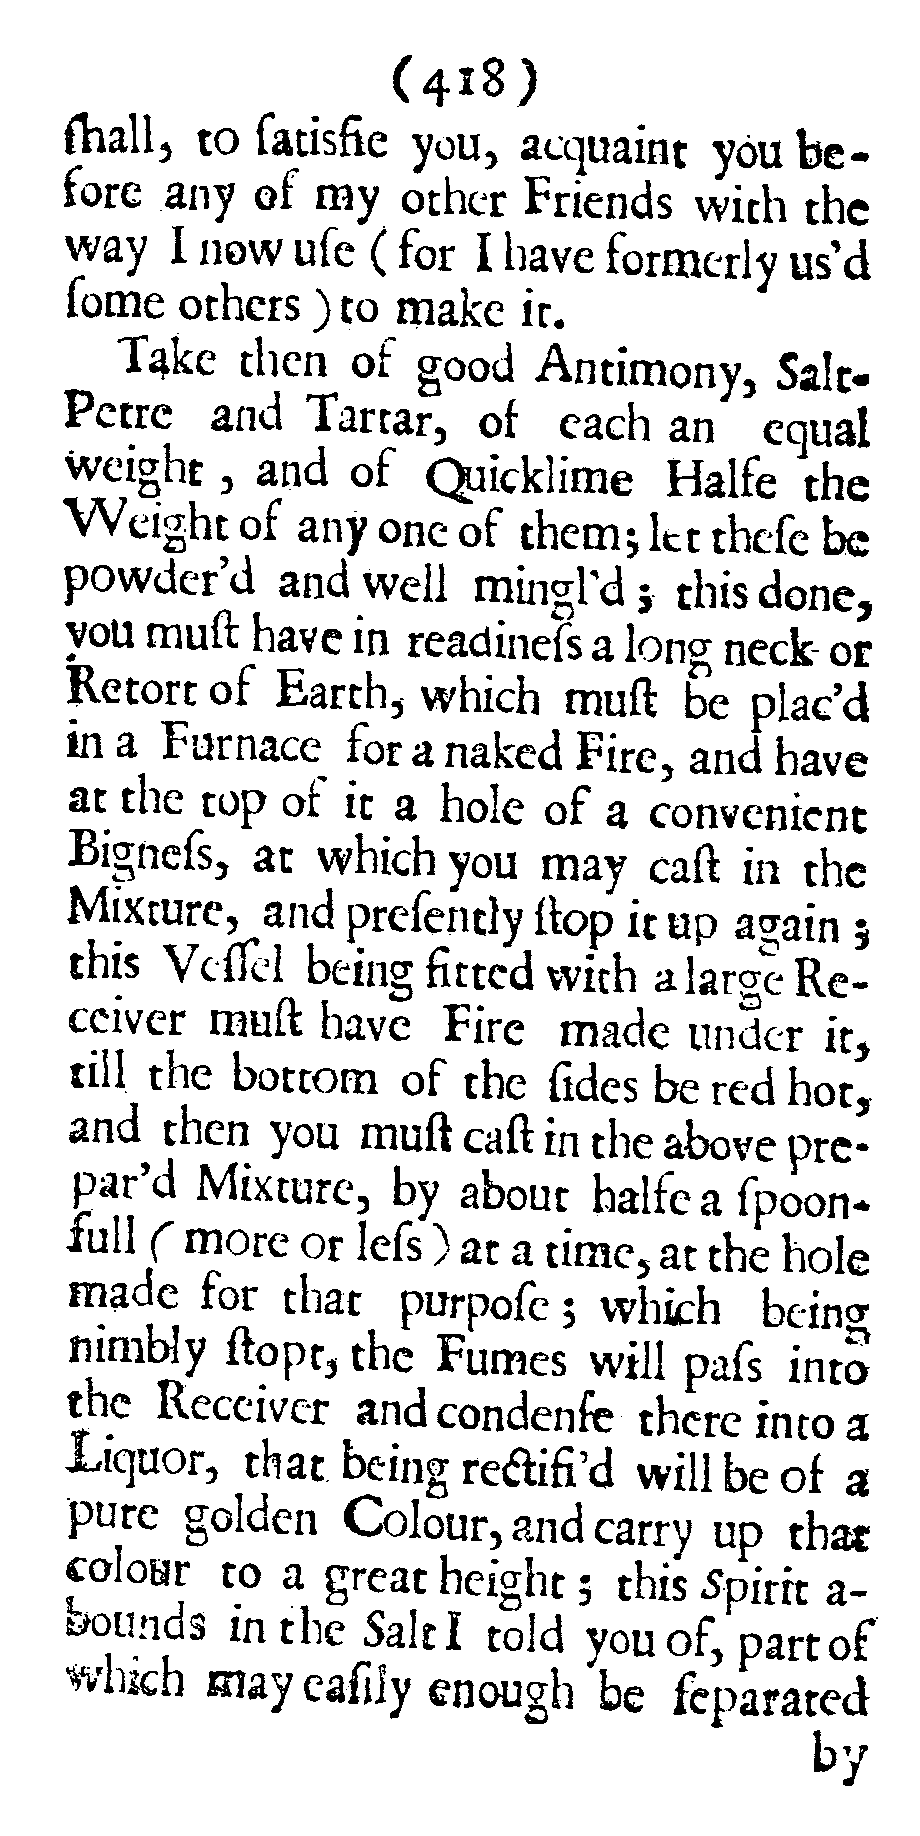 (418)
ſhall, to ſatisfie you, acquaint you be-
fore any of my other Friends with the
way I now uſe (for I have formerly us'd
ſome others) to make it.
Take then of good Antimony, Salt-
Petre and Tartar, of each an equal
weight, and of Quicklime Halfe the
Weight of any one of them; let theſe be
powder'd and well mingl'd; this done,
you muſt have in readineſs a long neck or
Retort of Earth, which muſt be plac'd
in a Furnace for a naked Fire, and have
at the top of it a hole of a convenient
Bigneſs, at which you may caſt in the
Mixture, and preſently ſtop it up again;
this Veſſel being fitted with a large Re-
ceiver muſt have Fire made under it,
till the bottom of the ſides be red hot,
and then you muſt caſt in the above pre-
par'd Mixture, by about halfe a ſpoon-
full (more or leſs) at a time, at the hole
made for that purpoſe; which being
nimbly ſtopt, the Fumes will paſs into
the Receiver and condenſe there into a
Liquor, that being rectifi'd will be of a
pure golden Colour, and carry up that
colour to a great height; this Spirit a-
bounds in the Salt I told you of, part of
which may eaſily enough be ſeparated
by